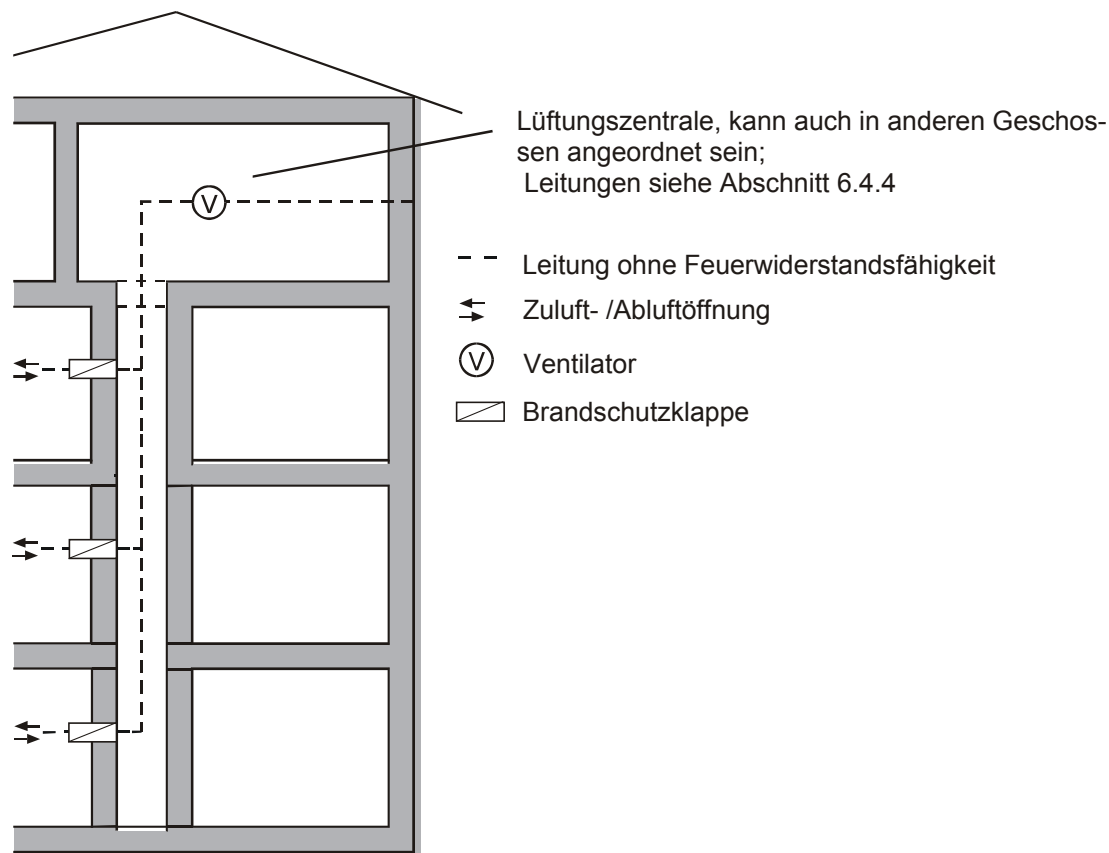 Lüftungszentrale, kann auch in anderen Geschos-
sen angeordnet sein;
Leitungen siehe Abschnitt 6.4.4
V
Leitung ohne Feuerwiderstandsfähigkeit
Zuluft- /Abluftöffnung
V Ventilator
Brandschutzklappe